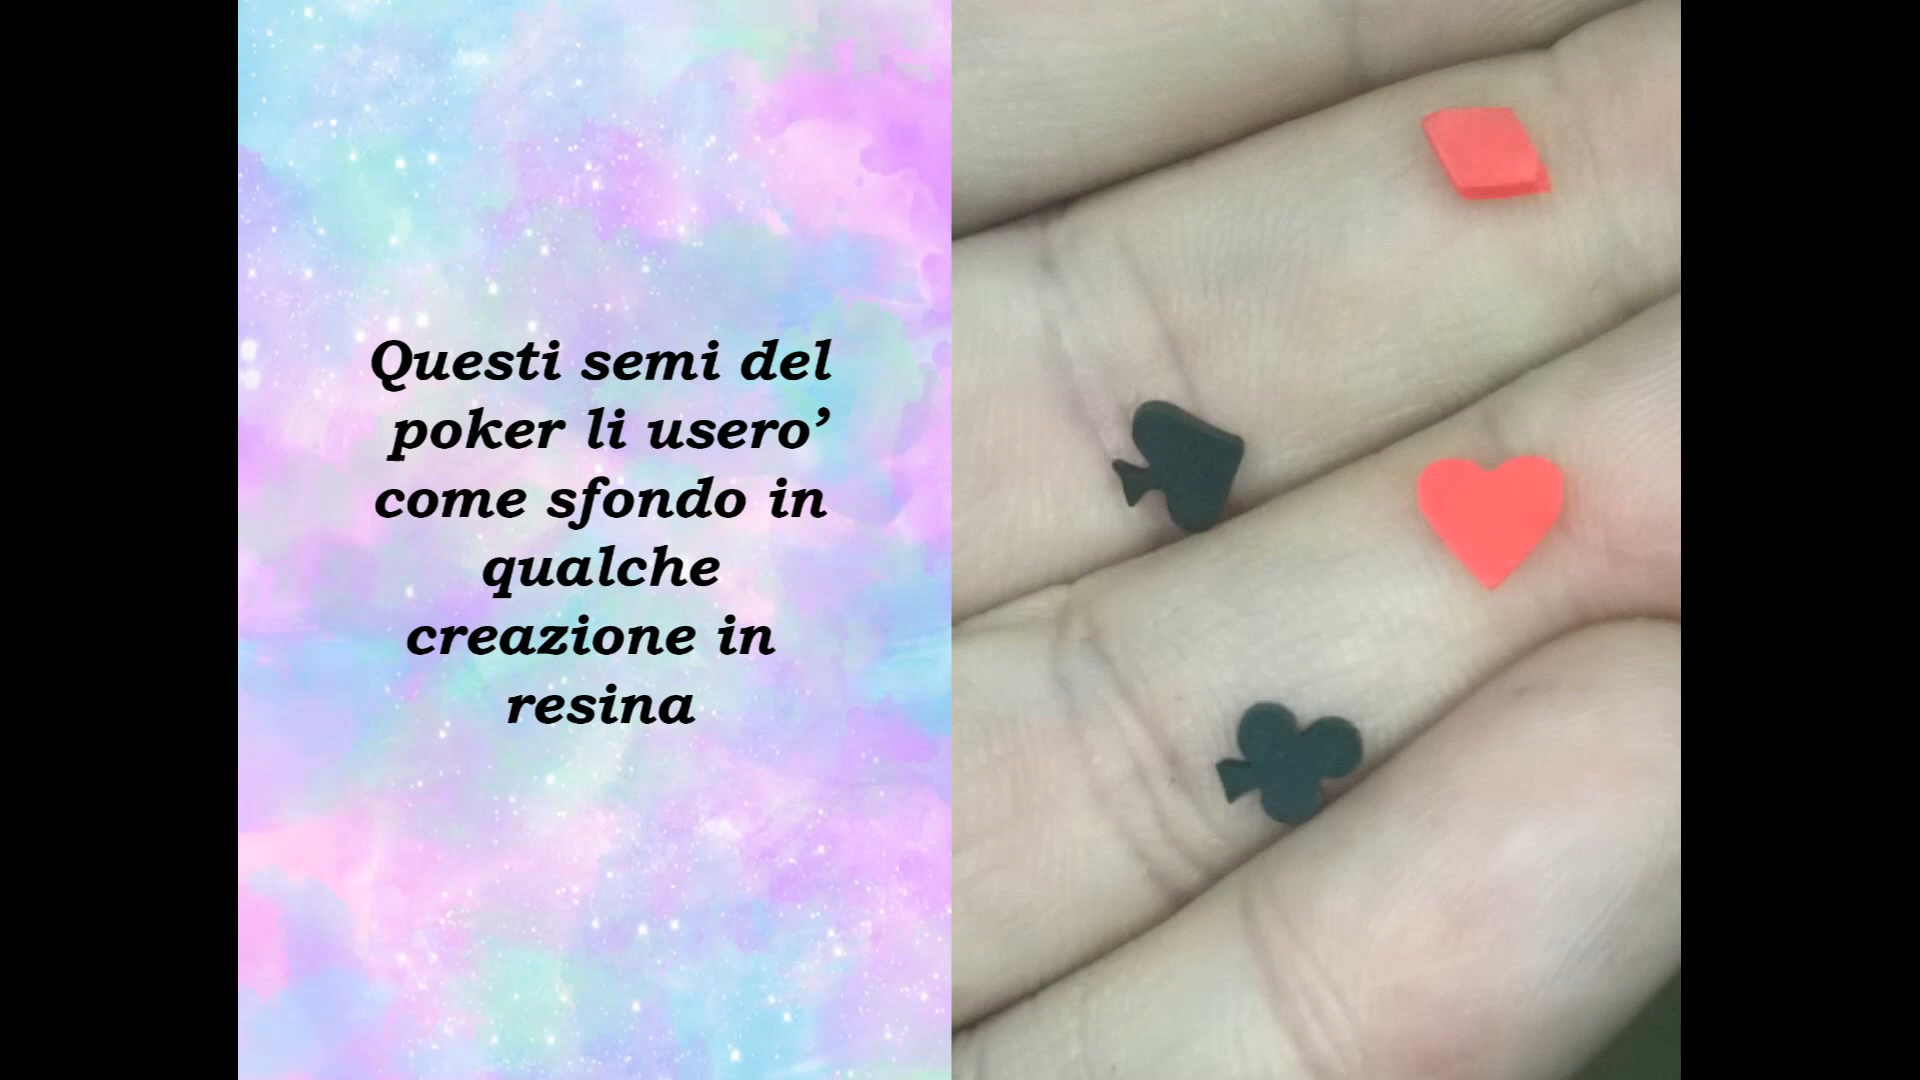 Questi semi del
poker li usero’
come sfondo in
qualche
creazione in
resina